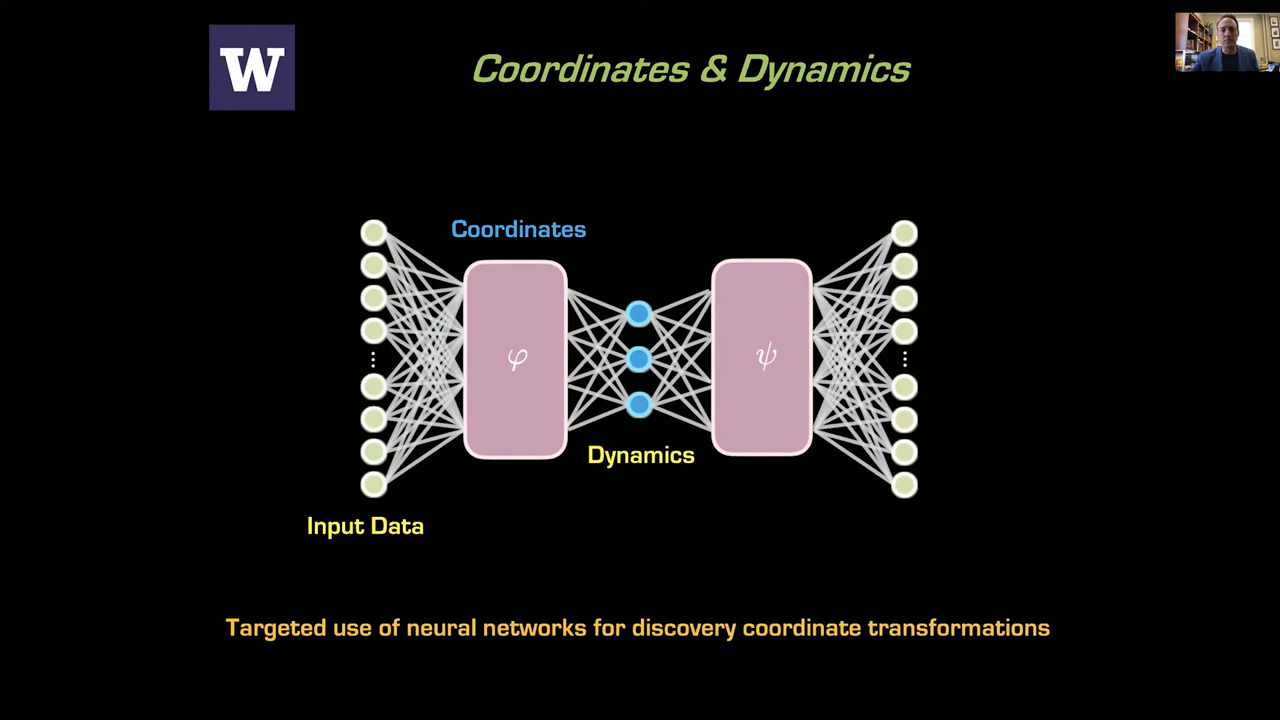 W
Coordinates & Dynamics
Coordinates
φ
ψ
Dynamics
Input Data
Targeted use of neural networks for discovery coordinate transformations